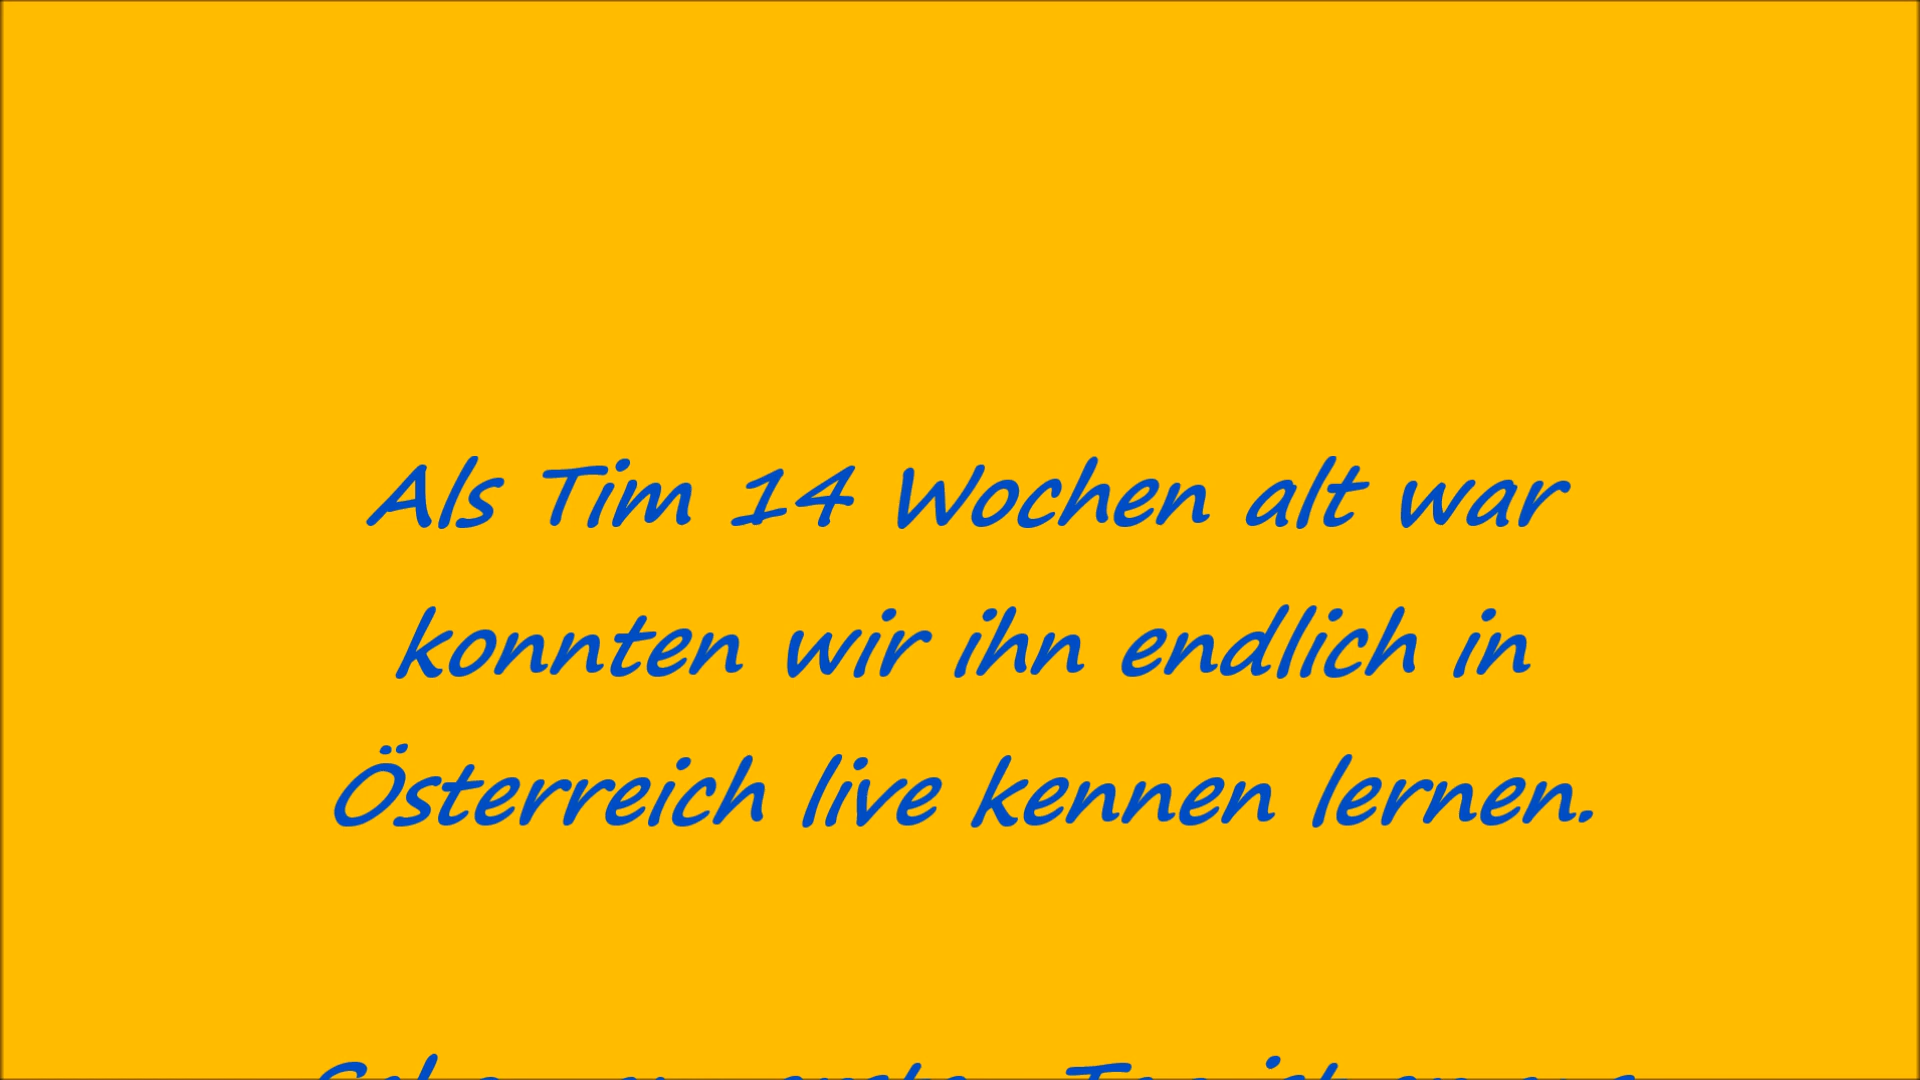 Als Tim 14 Wochen alt war
konnten wir ihn endlich in
Österreich live kennen lernen.